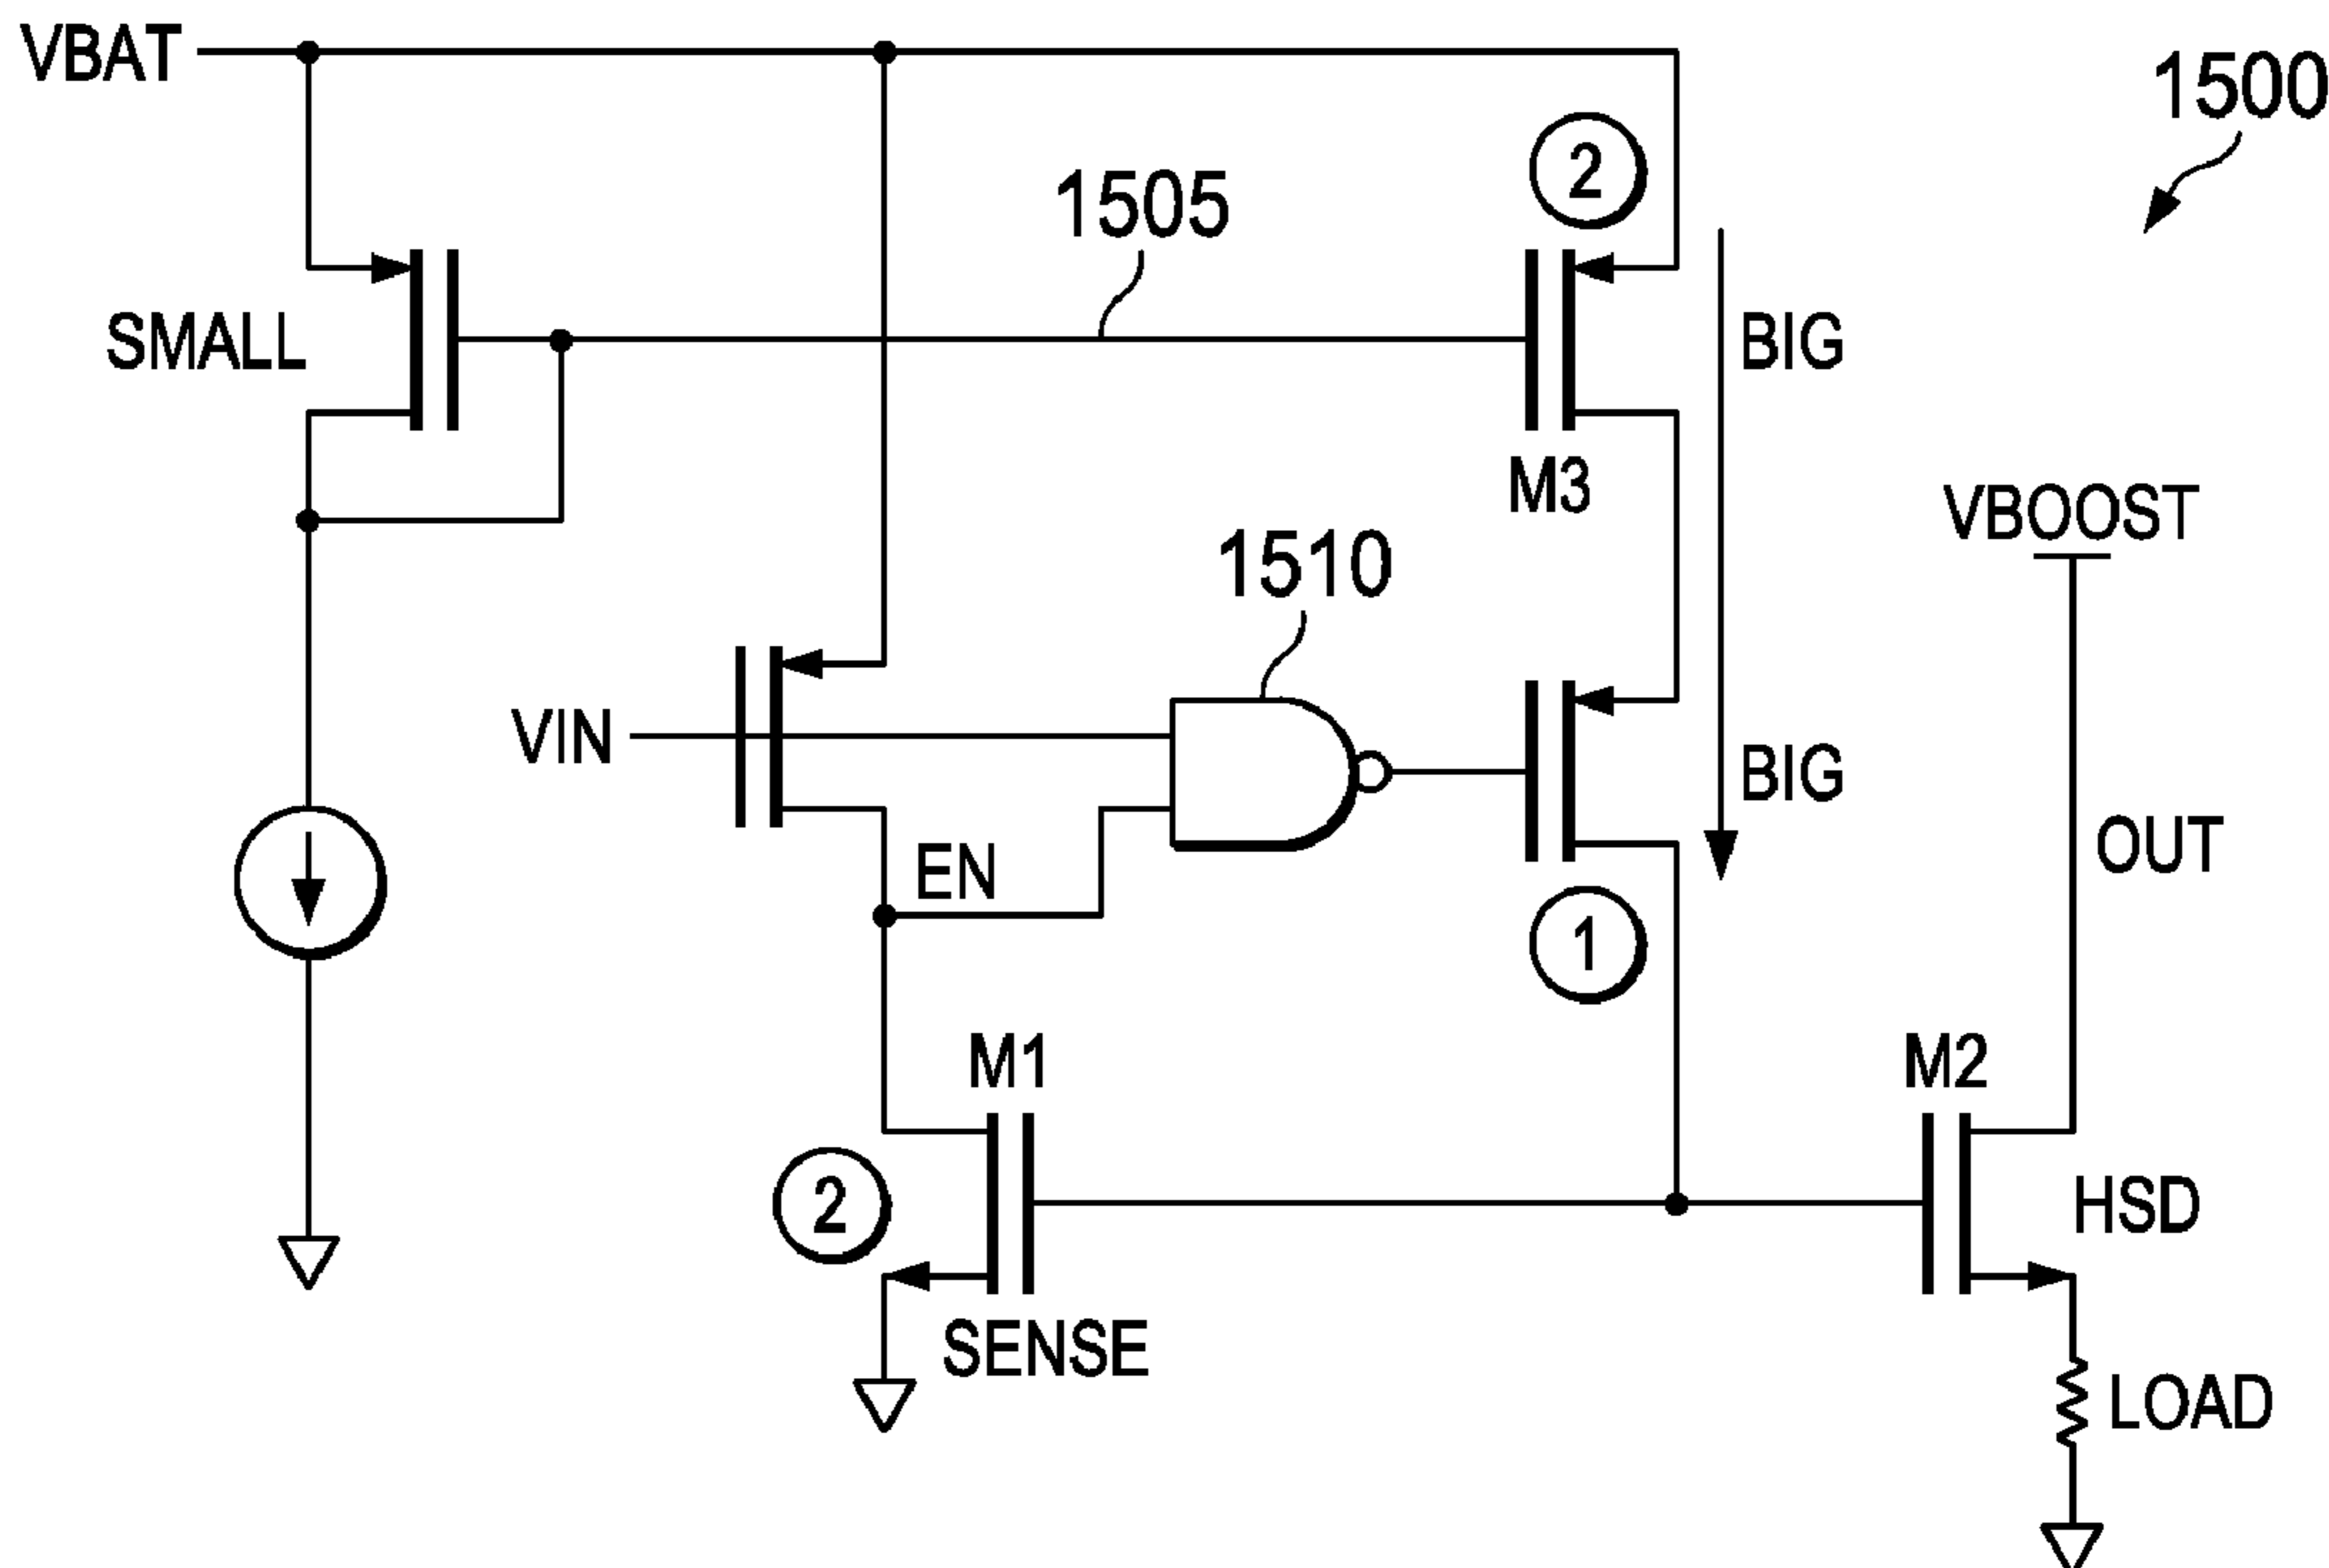 VBAT
1500
2
1505
SMALL
BIG
M3
VBOOST
1510
VIN
BIG
OUT
EN
1
M1
M2
2
HSD
SENSE
LOAD